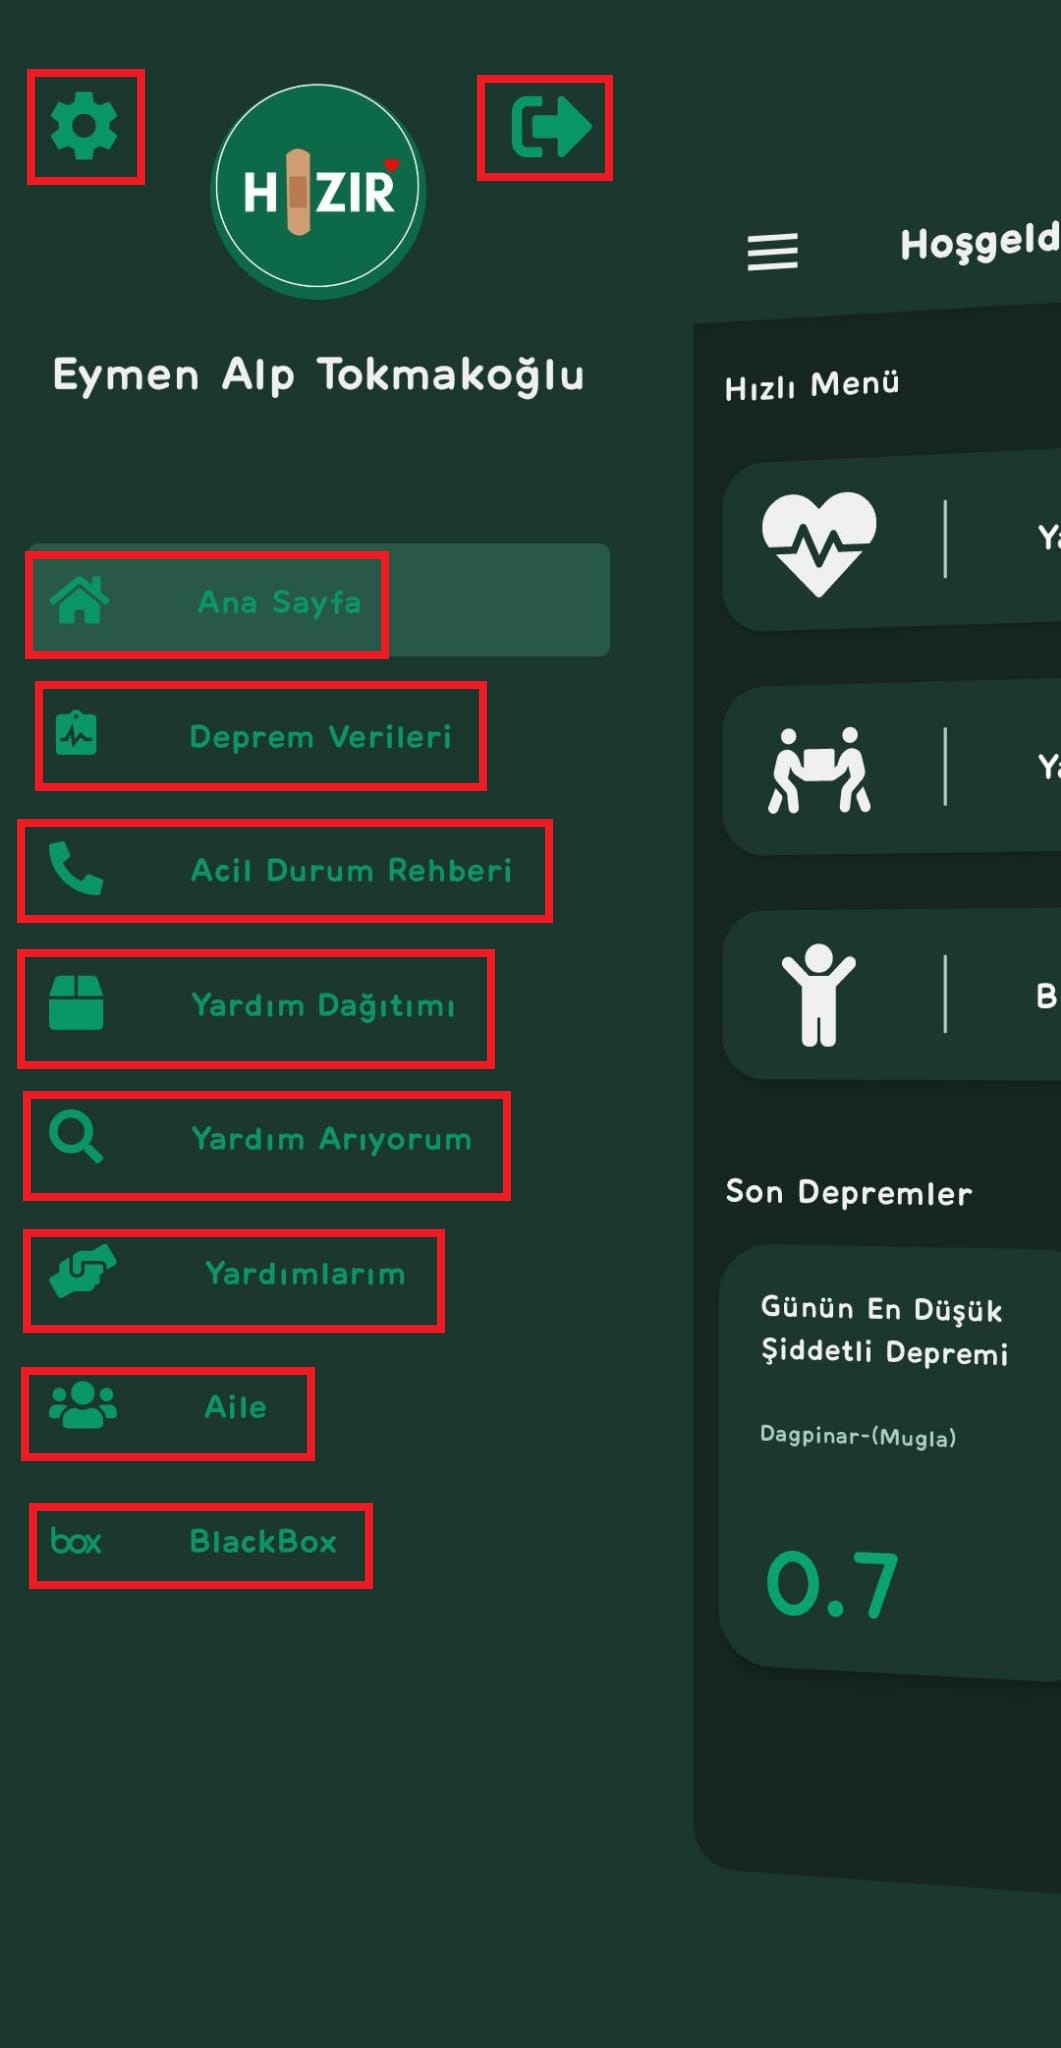 HIZIR
Eymen Alp Tokmakoğlu
Ana Sayfa
Deprem Verileri
Acil Durum Rehberi
Yardım Dağıtımı
Yardım Arıyorum
Yardımlarım
Aile
box BlackBox
Hoşgeld
Hızlı Menü
Ya
Ya
B
Son Depremler
Günün En Düşük
Şiddetli Depremi
Dagpinar-(Mugla)
0.7